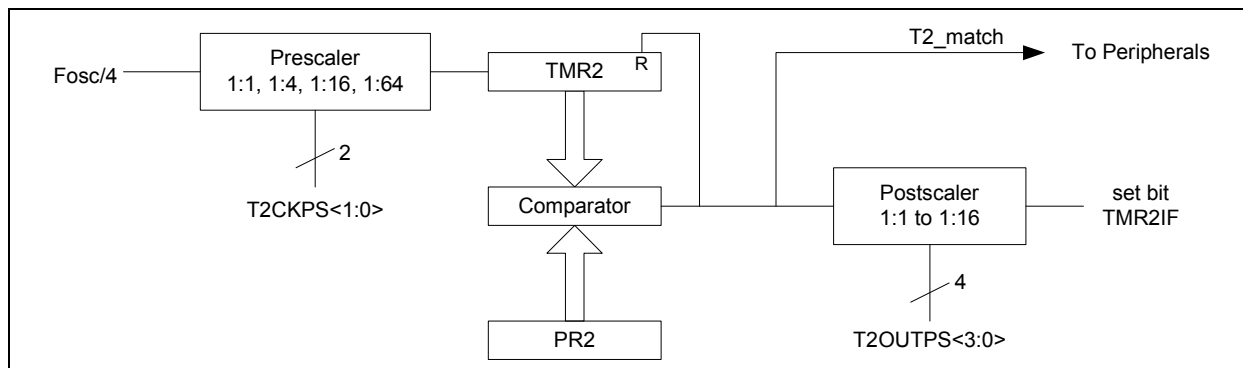 Fosc/4
Prescaler
1:1, 1:4, 1:16, 1:64
2
T2CKPS<1:0>
TMR2
R
Comparator
PR2
T2_match
To Peripherals
Postscaler
1:1 to 1:16
4
T2OUTPS<3:0>
set bit
TMR2IF